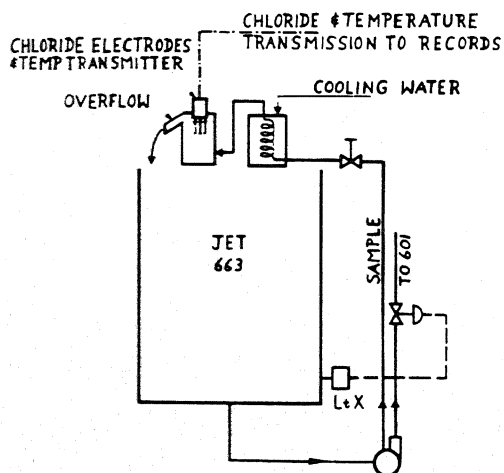 CHLORIDE & TEMPERATURE
TRANSMISSION TO RECORDS
CHLORIDE ELECTRODES
& TEMP TRANSMITTER
OVERFLOW
COOLING WATER
JET
663
SAMPLE
TO 601
LtX